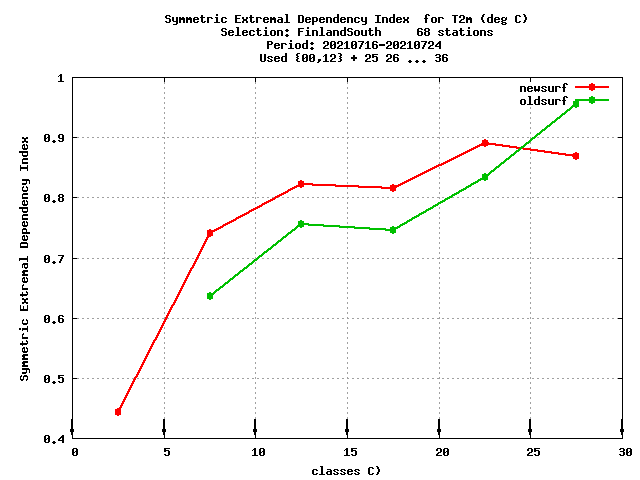 Symmetric Extremal Dependency Index  for T2m (deg C)
Selection: FinlandSouth     68 stations
Period: 20210716-20210724
Used {00,12} + 25 26 ... 36
newsurf
oldsurf
Symmetric Extremal Dependency Index
1
0.9
0.8
0.7
0.6
0.5
0.4
0 5 10 15 20 25 30
classes C)